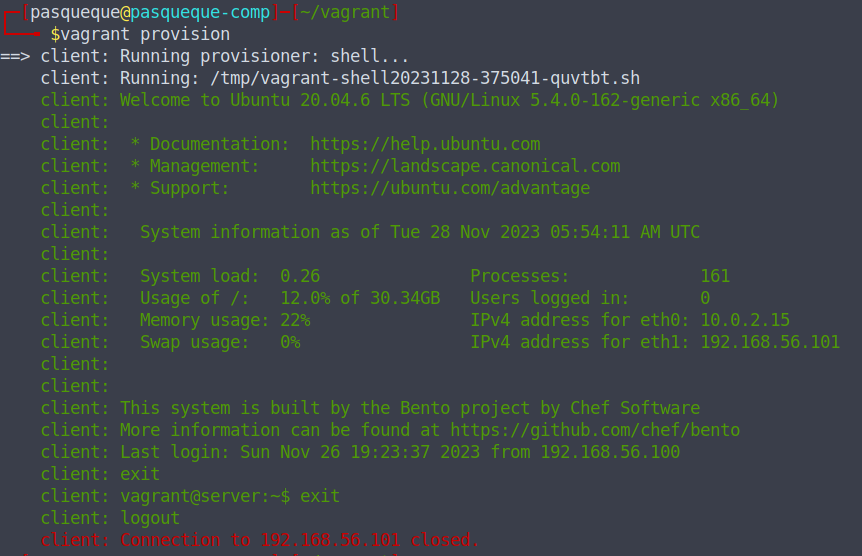 [pasqueque@pasqueque-comp]-[~/vagrant]
$vagrant provision
==> client: Running provisioner: shell...
client: Running: /tmp/vagrant-shell20231128-375041-quvtbt.sh
client: Welcome to Ubuntu 20.04.6 LTS (GNU/Linux 5.4.0-162-generic x86_64)
client:
client:  * Documentation:  https://help.ubuntu.com
client:  * Management:     https://landscape.canonical.com
client:  * Support:        https://ubuntu.com/advantage
client:
client:   System information as of Tue 28 Nov 2023 05:54:11 AM UTC
client:
client:   System load:  0.26               Processes:             161
client:   Usage of /:   12.0% of 30.34GB   Users logged in:       0
client:   Memory usage: 22%                IPv4 address for eth0: 10.0.2.15
client:   Swap usage:   0%                 IPv4 address for eth1: 192.168.56.101
client:
client:
client: This system is built by the Bento project by Chef Software
client: More information can be found at https://github.com/chef/bento
client: Last login: Sun Nov 26 19:23:37 2023 from 192.168.56.100
client: exit
client: vagrant@server:~$ exit
client: logout
client: Connection to 192.168.56.101 closed.